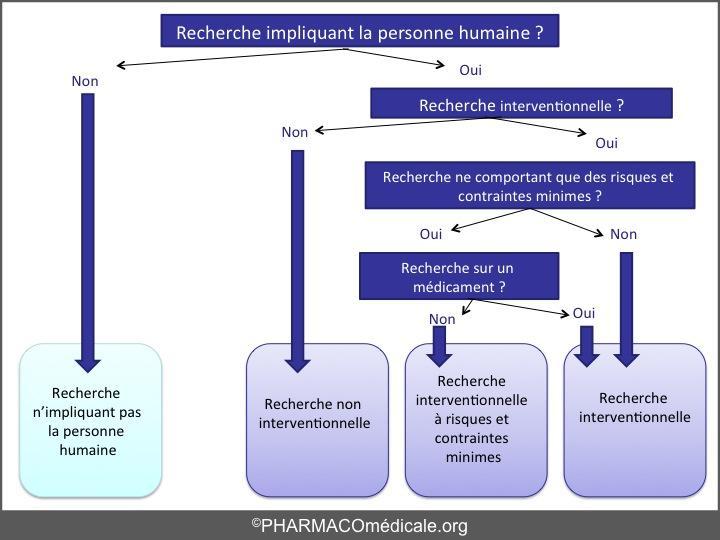 Recherche impliquant la personne humaine ?
Non
Oui
Recherche interventionnelle ?
Non
Oui
Recherche ne comportant que des risques et
contraintes minimes ?
Oui
Non
Recherche sur un
médicament ?
Non
Oui
Recherche
n’impliquant pas
la personne
humaine
Recherche non
interventionnelle
Recherche
interventionnelle
à risques et
contraintes
minimes
Recherche
interventionnelle
©PHARMACOmédicale.org